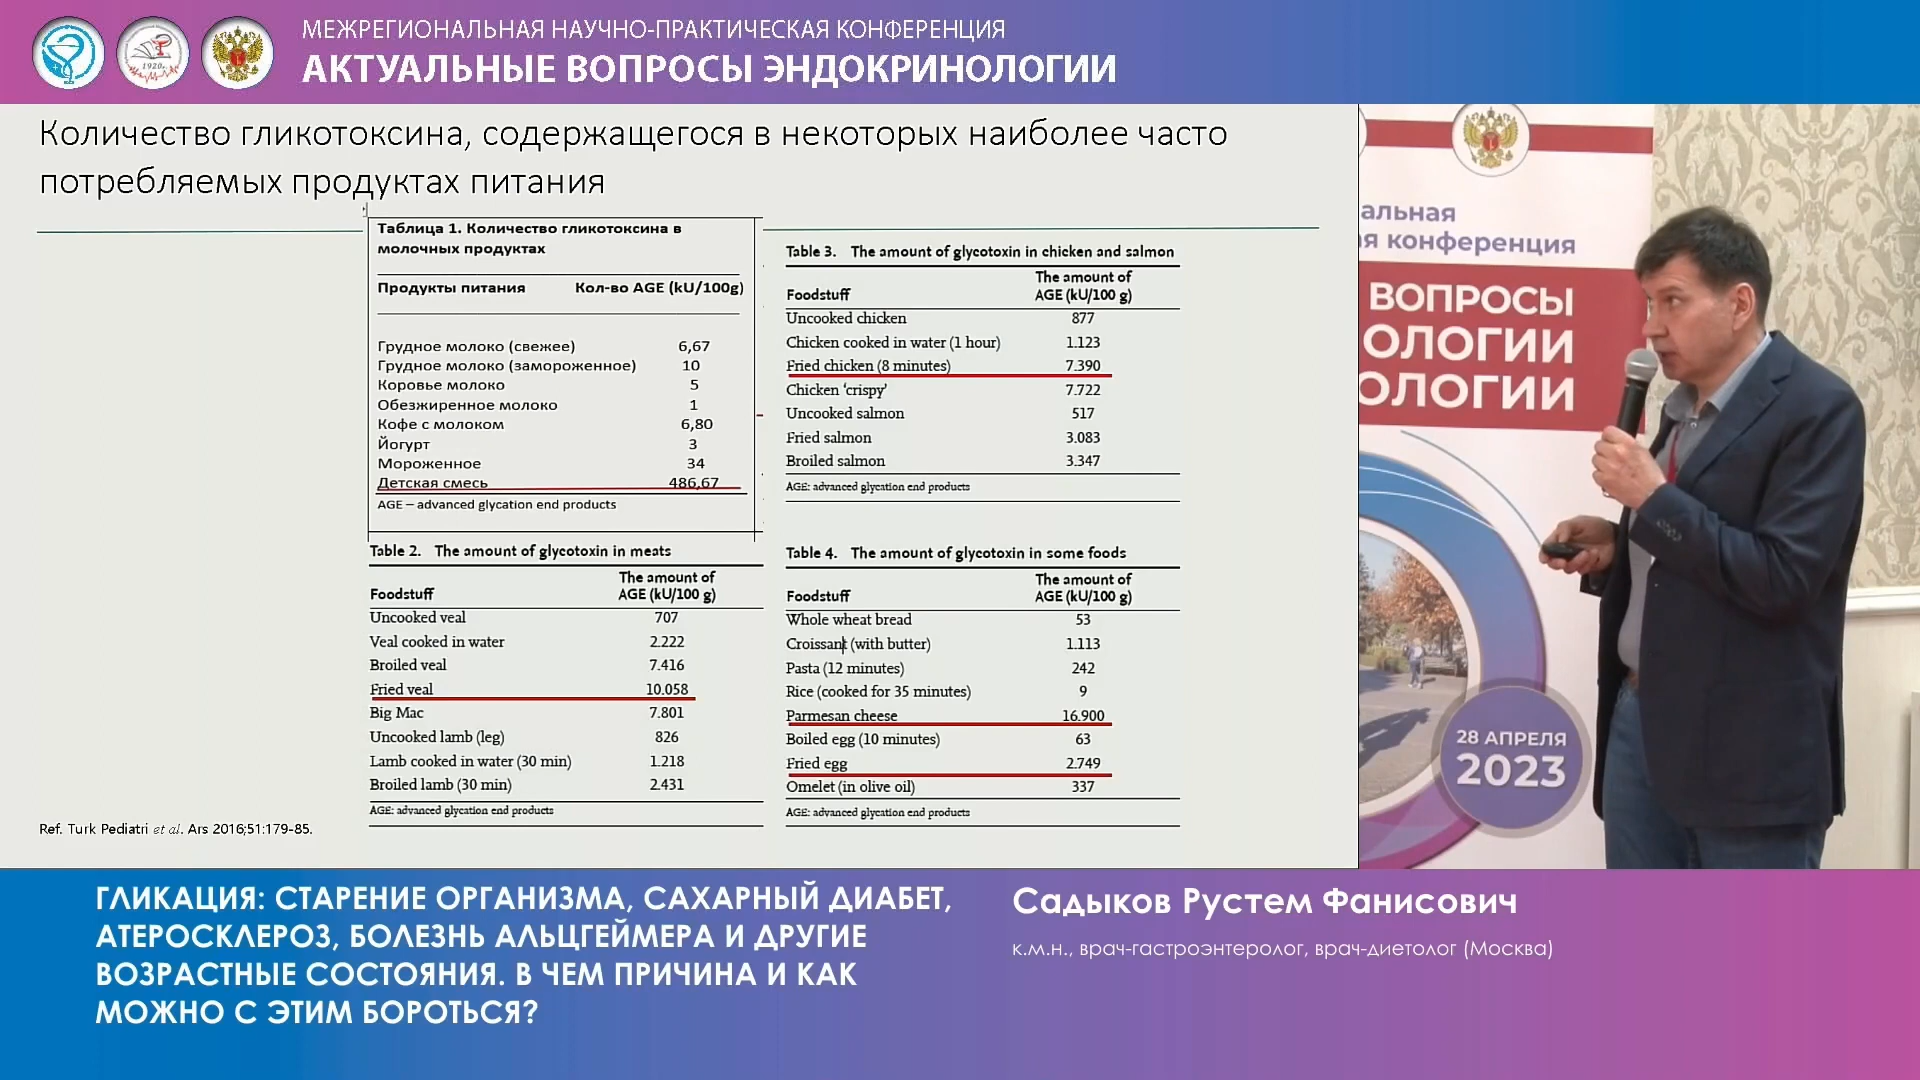 МЕЖРЕГИОНАЛЬНАЯ НАУЧНО-ПРАКТИЧЕСКАЯ КОНФЕРЕНЦИЯ
АКТУАЛЬНЫЕ ВОПРОСЫ ЭНДОКРИНОЛОГИИ
1920г.
Количество гликотоксина, содержащегося в некоторых наиболее часто
потребляемых продуктах питания
Таблица 1. Количество гликотоксина в
молочных продуктах
Продукты питания Кол-во AGE (kU/100g)
Грудное молоко (свежее) 6,67
Грудное молоко (замороженное) 10
Коровье молоко 5
Обезжиренное молоко 1
Кофе с молоком 6,80
Йогурт 3
Мороженное 34
Детская смесь 486,67
AGE – advanced glycation end products
Table 2. The amount of glycotoxin in meats
The amount of
Foodstuff AGE (kU/100 g)
Uncooked veal 707
Veal cooked in water 2.222
Broiled veal 7.416
Fried veal 10.058
Big Mac 7.801
Uncooked lamb (leg) 826
Lamb cooked in water (30 min) 1.218
Broiled lamb (30 min) 2.431
AGE: advanced glycation end products
Table 3. The amount of glycotoxin in chicken and salmon
The amount of
Foodstuff AGE (kU/100 g)
Uncooked chicken 877
Chicken cooked in water (1 hour) 1.123
Fried chicken (8 minutes) 7.390
Chicken ‘crispy’ 7.722
Uncooked salmon 517
Fried salmon 3.083
Broiled salmon 3.347
AGE: advanced glycation end products
Table 4. The amount of glycotoxin in some foods
The amount of
Foodstuff AGE (kU/100 g)
Whole wheat bread 53
Croissant (with butter) 1.113
Pasta (12 minutes) 242
Rice (cooked for 35 minutes) 9
Parmesan cheese 16.900
Boiled egg (10 minutes) 63
Fried egg 2.749
Omelet (in olive oil) 337
AGE: advanced glycation end products
Ref. Turk Pediatri et al. Ars 2016;51:179-85.
альная
ая конференция
ВОПРОСЫ
ОЛОГИИ
ОЛОГИИ
28 АПРЕЛЯ
2023
ГЛИКАЦИЯ: СТАРЕНИЕ ОРГАНИЗМА, САХАРНЫЙ ДИАБЕТ,
АТЕРОСКЛЕРОЗ, БОЛЕЗНЬ АЛЬЦГЕЙМЕРА И ДРУГИЕ
ВОЗРАСТНЫЕ СОСТОЯНИЯ. В ЧЕМ ПРИЧИНА И КАК
МОЖНО С ЭТИМ БОРОТЬСЯ?
Садыков Рустем Фанисович
к.м.н., врач-гастроэнтеролог, врач-диетолог (Москва)